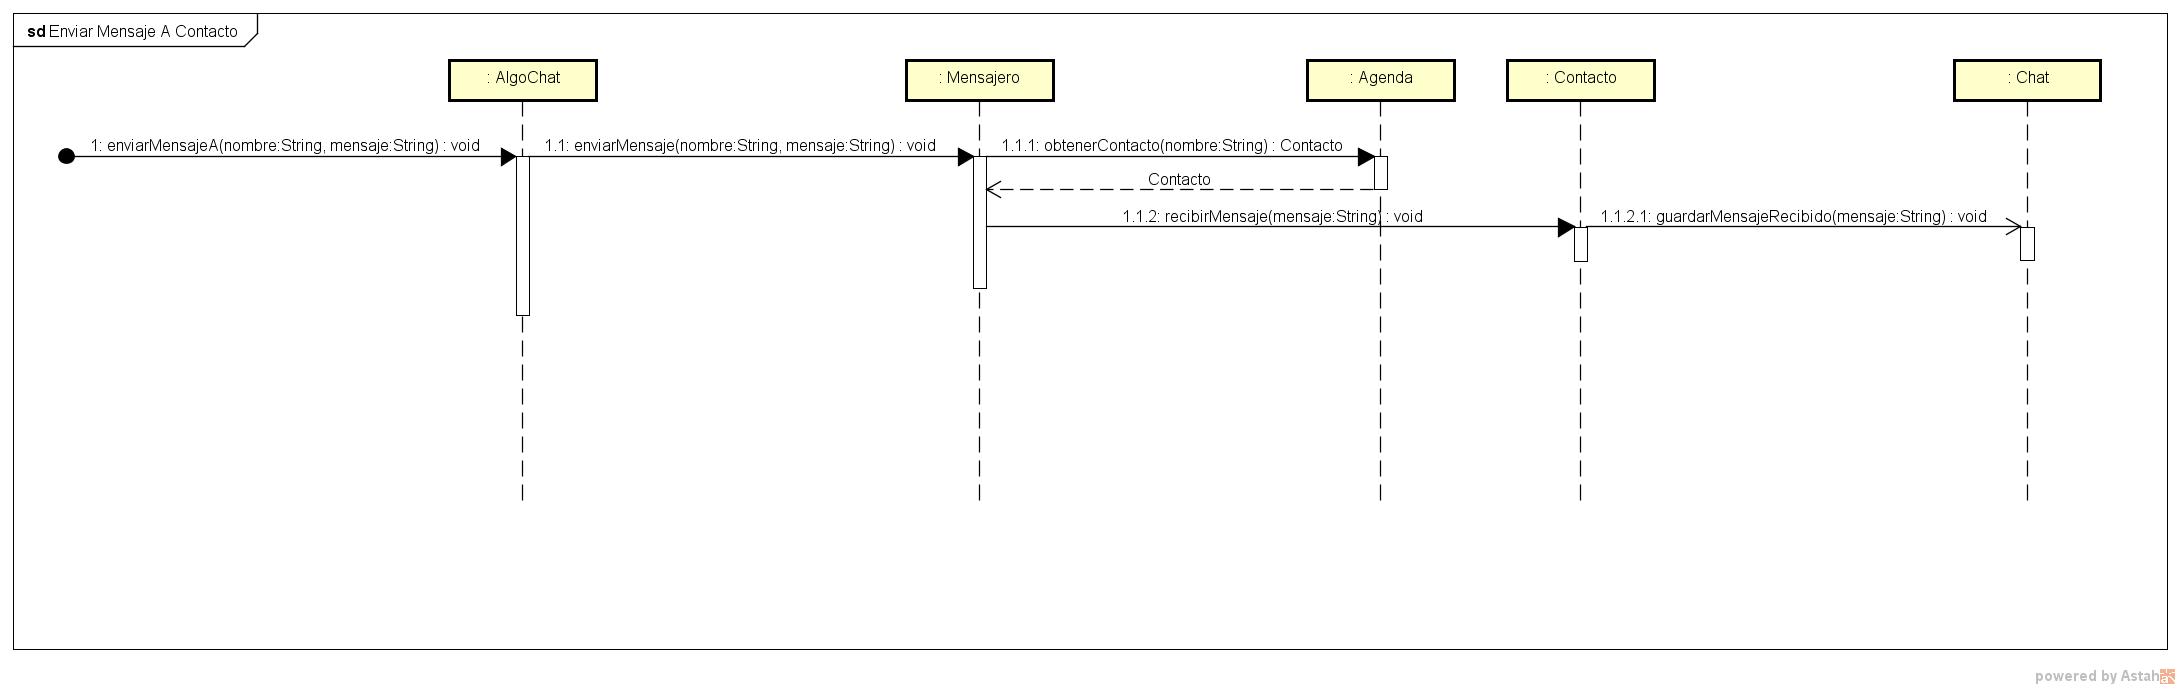 sd Enviar Mensaje A Contacto
: AlgoChat
: Mensajero
: Agenda
: Contacto
: Chat
1: enviarMensajeA(nombre:String, mensaje:String) : void
1.1: enviarMensaje(nombre:String, mensaje:String) : void
1.1.1: obtenerContacto(nombre:String) : Contacto
Contacto
1.1.2: recibirMensaje(mensaje:String) : void
1.1.2.1: guardarMensajeRecibido(mensaje:String) : void
powered by Astah